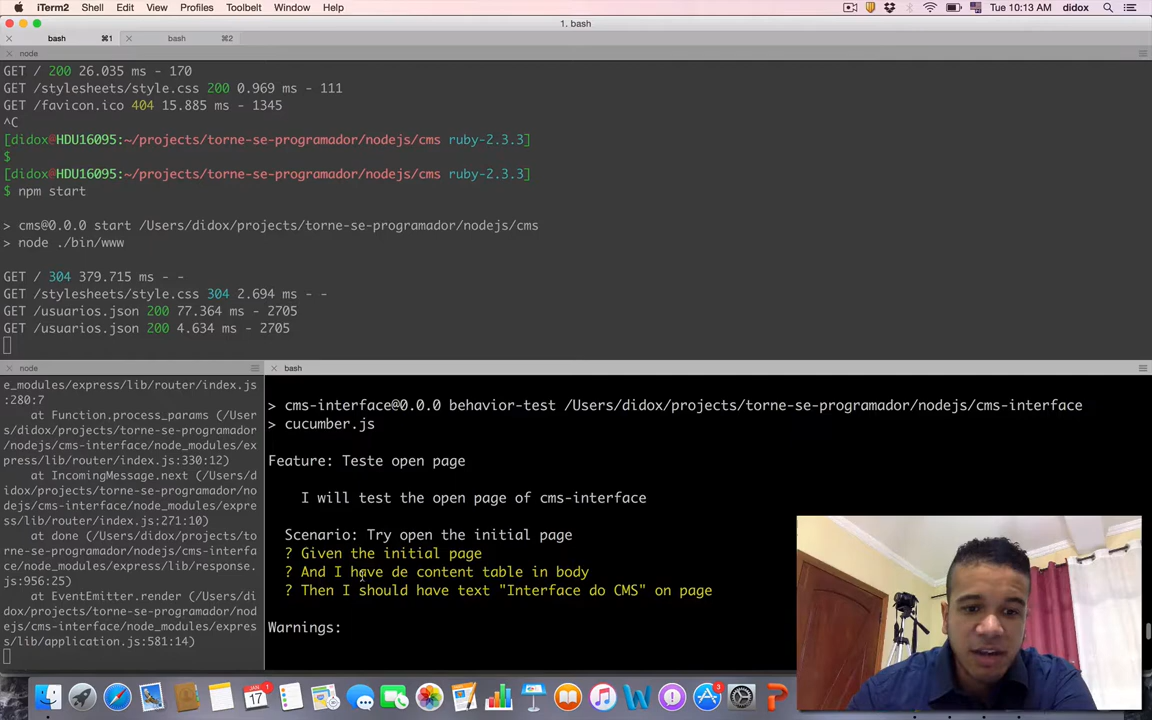 iTerm2 Shell Edit View Profiles Toolbelt Window Help Tue 10:13 AM didox
1. bash
bash ⌘1 bash ⌘2
node
GET / 200 26.035 ms - 170
GET /stylesheets/style.css 200 0.969 ms - 111
GET /favicon.ico 404 15.885 ms - 1345
^C
[didox@HDU16095:~/projects/torne-se-programador/nodejs/cms ruby-2.3.3]
$
[didox@HDU16095:~/projects/torne-se-programador/nodejs/cms ruby-2.3.3]
$ npm start
> cms@0.0.0 start /Users/didox/projects/torne-se-programador/nodejs/cms
> node ./bin/www
GET / 304 379.715 ms - -
GET /stylesheets/style.css 304 2.694 ms - -
GET /usuarios.json 200 77.364 ms - 2705
GET /usuarios.json 200 4.634 ms - 2705
node
e_modules/express/lib/router/index.js
:280:7
at Function.process_params (/User
s/didox/projects/torne-se-programador
/nodejs/cms-interface/node_modules/ex
press/lib/router/index.js:330:12)
at IncomingMessage.next (/Users/d
idox/projects/torne-se-programador/no
dejs/cms-interface/node_modules/expre
ss/lib/router/index.js:271:10)
at done (/Users/didox/projects/to
rne-se-programador/nodejs/cms-interfa
ce/node_modules/express/lib/response.
js:956:25)
at EventEmitter.render (/Users/di
dox/projects/torne-se-programador/nod
ejs/cms-interface/node_modules/expres
s/lib/application.js:581:14)
bash
> cms-interface@0.0.0 behavior-test /Users/didox/projects/torne-se-programador/nodejs/cms-interface
> cucumber.js
Feature: Teste open page
I will test the open page of cms-interface
Scenario: Try open the initial page
? Given the initial page
? And I have de content table in body
? Then I should have text "Interface do CMS" on page
Warnings:
JAN
17
1
3